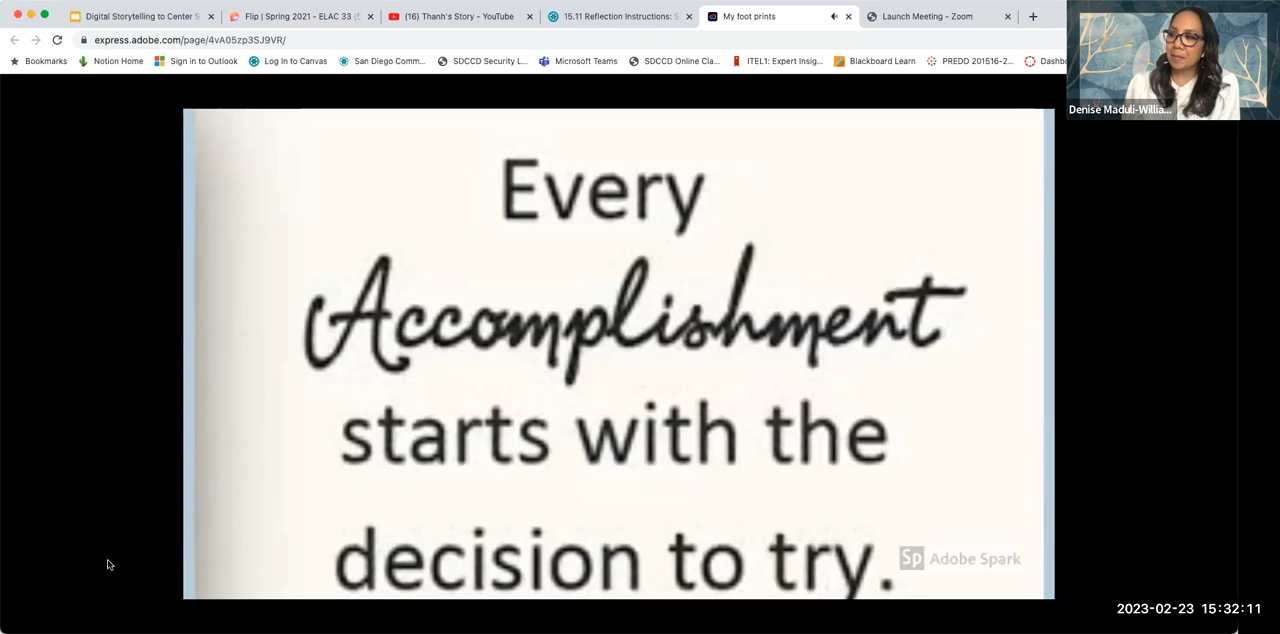 Digital Storytelling to Center S
Flip | Spring 2021 - ELAC 33 (
(16) Thanh's Story - YouTube
15.11 Reflection Instructions: S
My foot prints
Launch Meeting - Zoom
express.adobe.com/page/4vA05zp3SJ9VR/
Bookmarks
Notion Home
Sign in to Outlook
Log In to Canvas
San Diego Comm...
SDCCD Security L...
Microsoft Teams
SDCCD Online Cla...
ITEL1: Expert Insig...
Blackboard Learn
PREDD 201516-2...
Dashb
Denise Maduli-Willia...
Every
Accomplishment
starts with the
decision to try.
Sp Adobe Spark
2023-02-23 15:32:11